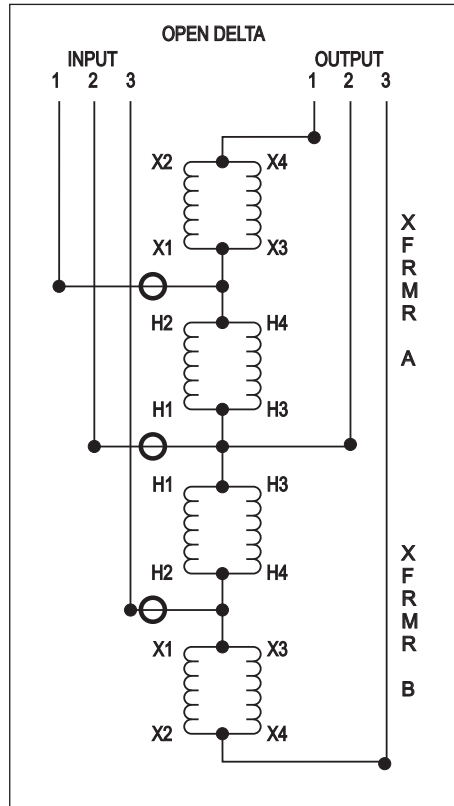 OPEN DELTA
INPUT OUTPUT
1 2 3 1 2 3
X2 X4
X1 X3
H2 H4
H1 H3
H1 H3
H2 H4
X1 X3
X2 X4
XFRMR A
XFRMR B